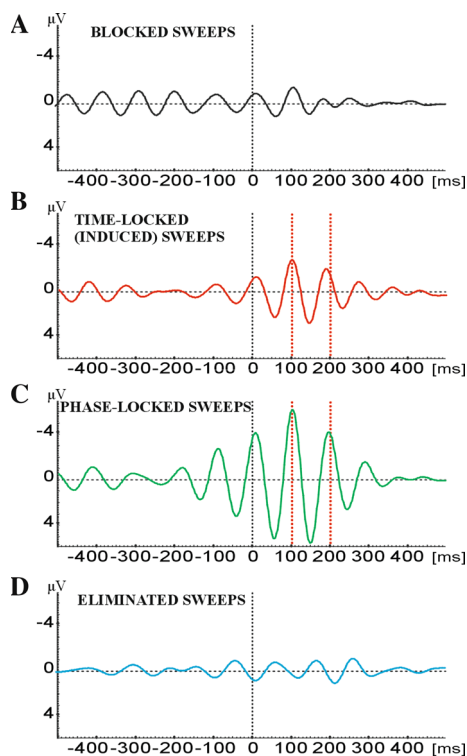 A
µV
BLOCKED SWEEPS
-4
0
4
-400 -300 -200 -100 0 100 200 300 400 [ms]
B
µV
TIME-LOCKED
(INDUCED) SWEEPS
-4
0
4
-400 -300 -200 -100 0 100 200 300 400 [ms]
C
µV
PHASE-LOCKED SWEEPS
-4
0
4
-400 -300 -200 -100 0 100 200 300 400 [ms]
D
µV
ELIMINATED SWEEPS
-4
0
4
-400 -300 -200 -100 0 100 200 300 400 [ms]